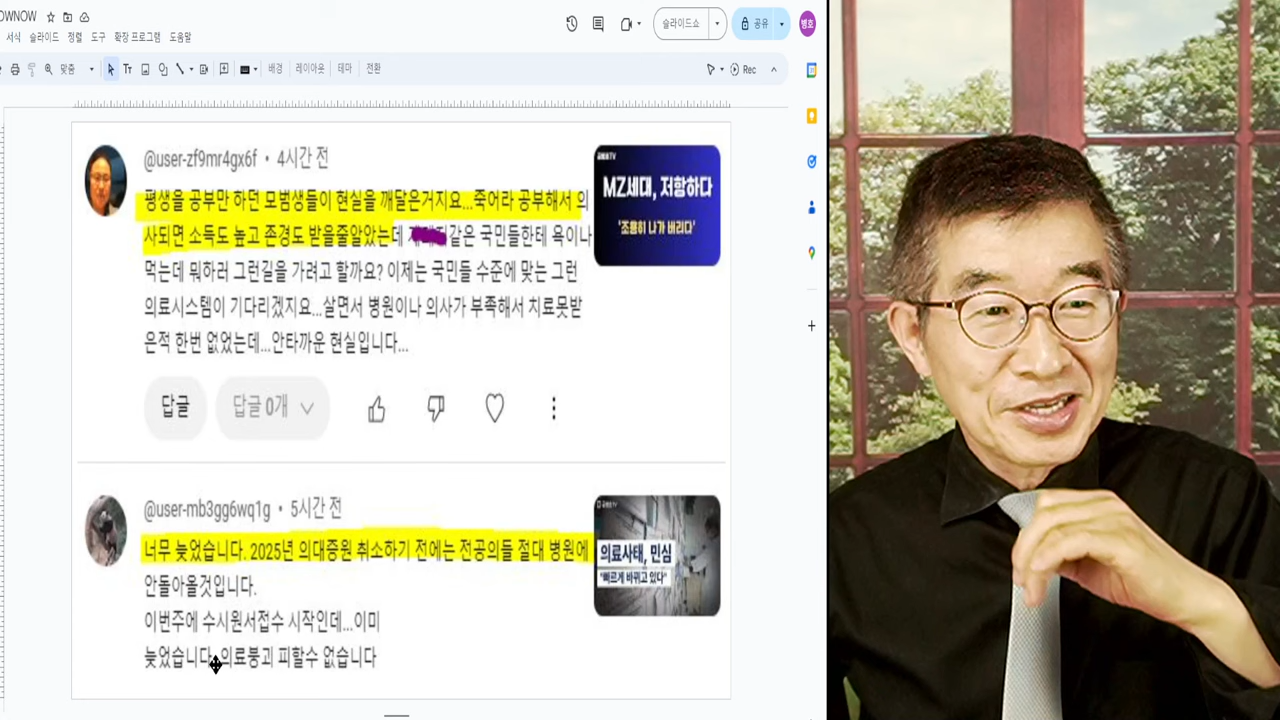 OWNOW
서식 슬라이드 정렬 도구 확장 프로그램 도움말
슬라이드쇼
공유
병호
맞춤
Tт
배경 레이아웃 테마 전환
Rec
@user-zf9mr4gx6f • 4시간 전
평생을 공부만 하던 모범생들이 현실을 깨달은거지요...죽어라 공부해서 의
사되면 소득도 높고 존경도 받을줄알았는데 같은 국민들한테 욕이나
먹는데 뭐하러 그런길을 가려고 할까요? 이제는 국민들 수준에 맞는 그런
의료시스템이 기다리겠지요...살면서 병원이나 의사가 부족해서 치료못받
은적 한번 없었는데...안타까운 현실입니다...
답글
답글 0개
MZ세대, 저항하다
'조용히 나가 버리다'
@user-mb3gg6wq1g • 5시간 전
너무 늦었습니다. 2025년 의대증원 취소하기 전에는 전공의들 절대 병원에
안돌아올것입니다.
이번주에 수시원서접수 시작인데...이미
늦었습니다. 의료붕괴 피할수 없습니다
의료사태, 민심
"빠르게 바뀌고 있다"